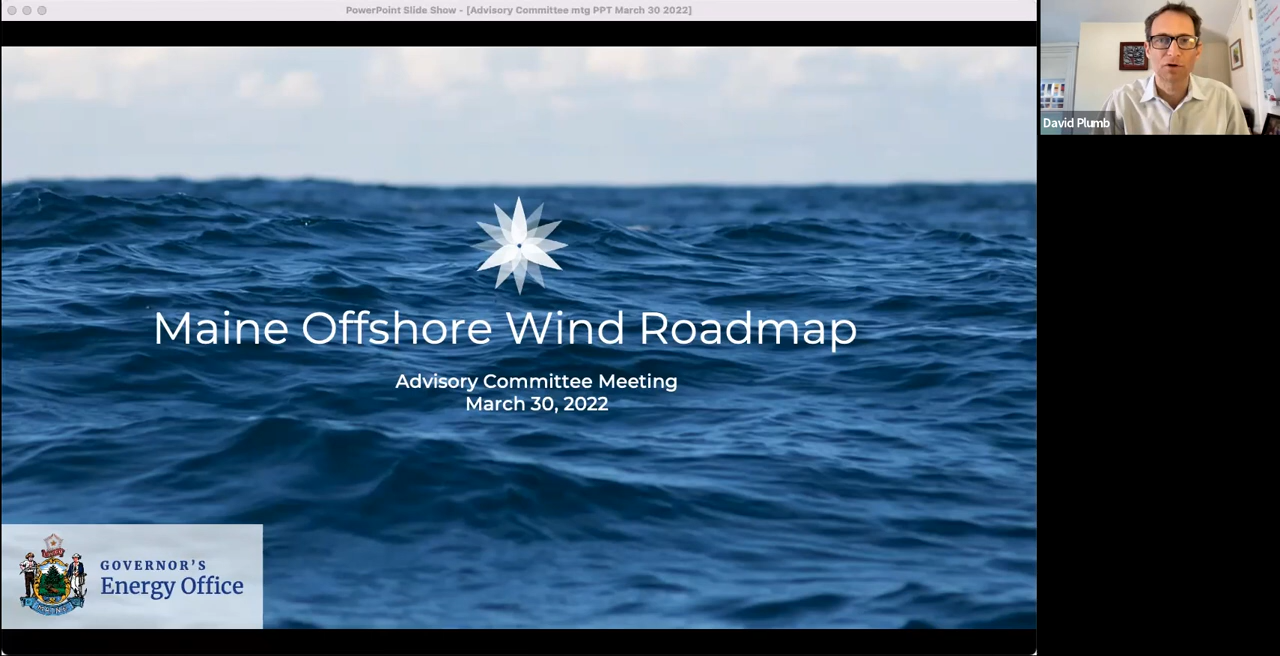 PowerPoint Slide Show - [Advisory Committee mtg PPT March 30 2022]
David Plumb
Maine Offshore Wind Roadmap
Advisory Committee Meeting
March 30, 2022
GOVERNOR'S
Energy Office